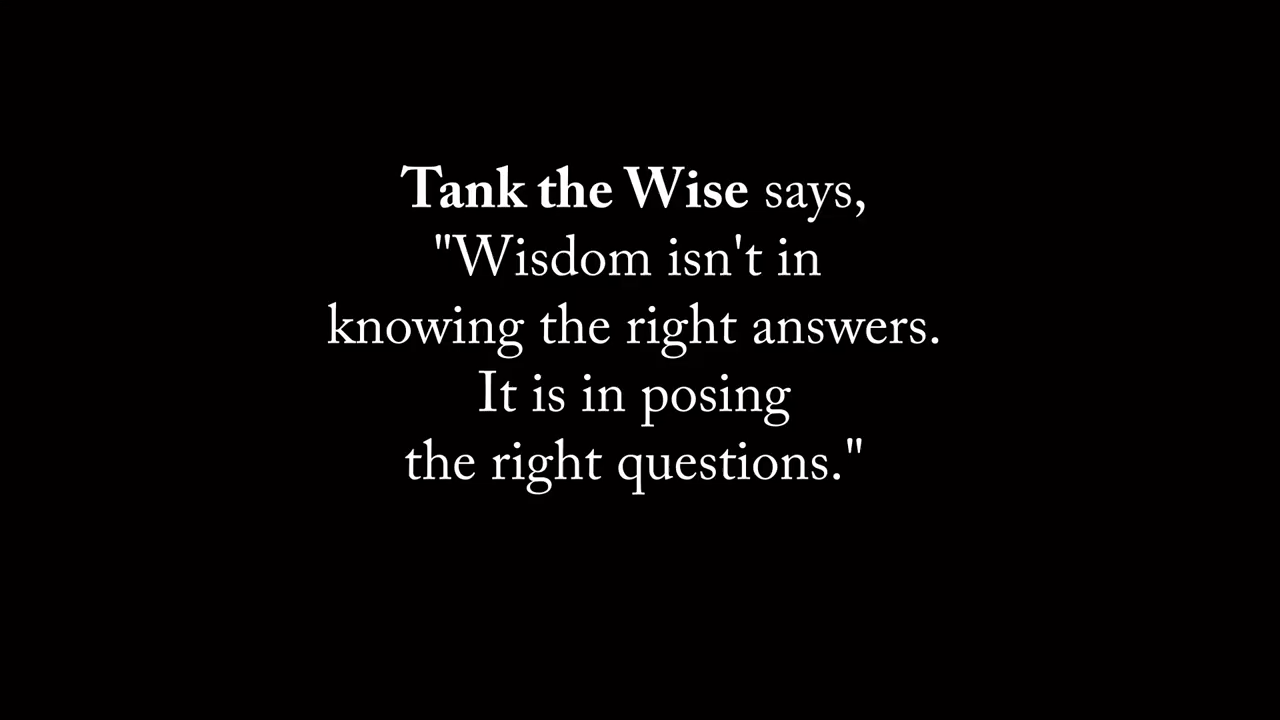 Tank the Wise says,
"Wisdom isn't in
knowing the right answers.
It is in posing
the right questions."